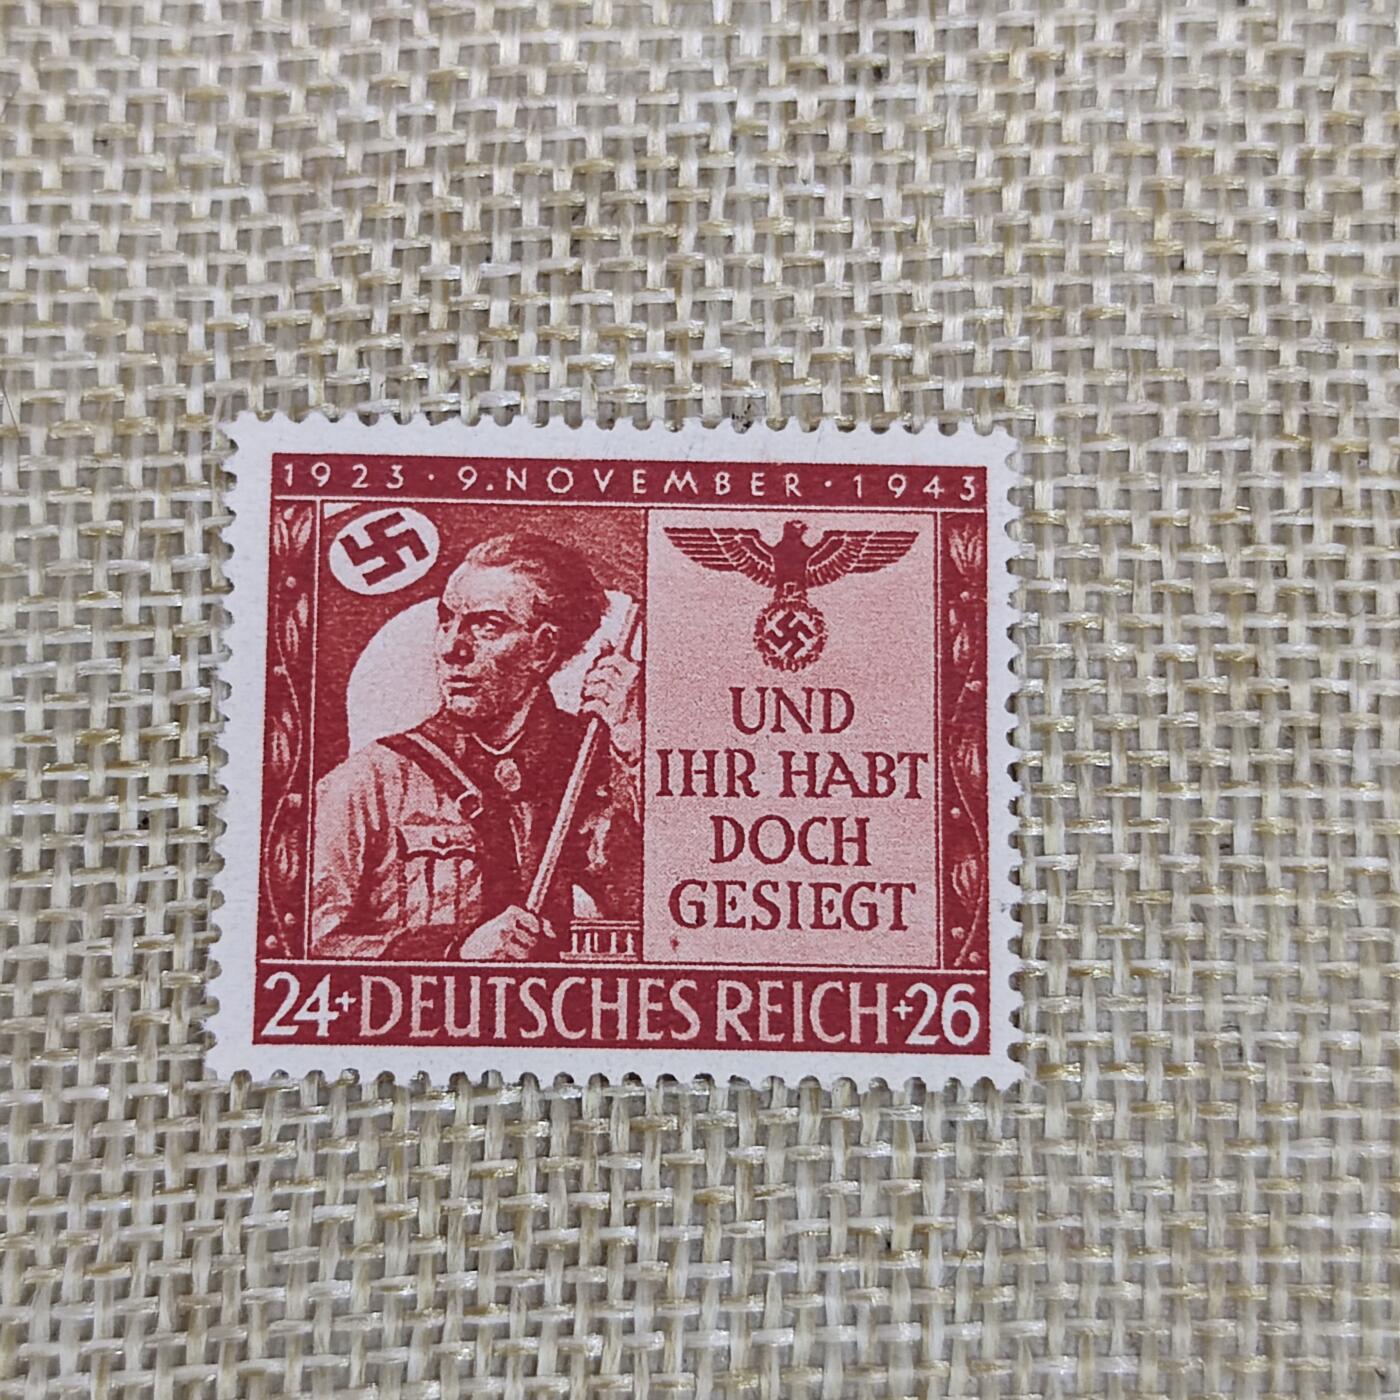 1923 · 9. NOVEMBER · 1943
UND
IHR HABT
DOCH
GESIEGT
24+DEUTSCHES REICH+26